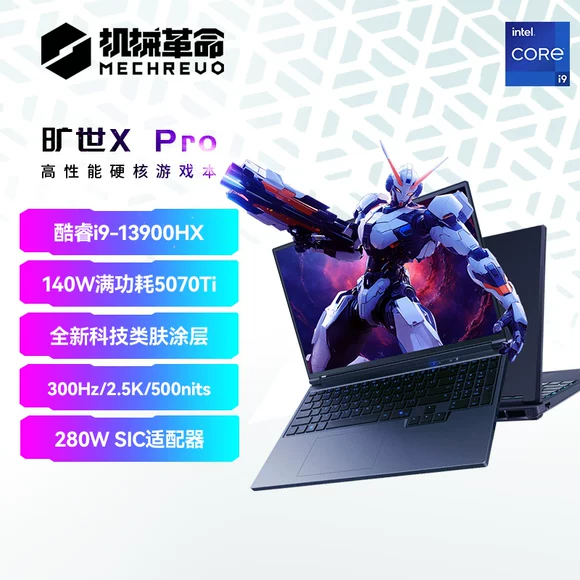 机械革命
MECHREVO
intel
CORE
i9
旷世X Pro
高性能硬核游戏本
酷睿i9-13900HX
140W满功耗5070Ti
全新科技类肤涂层
300Hz/2.5K/500nits
280W SIC适配器